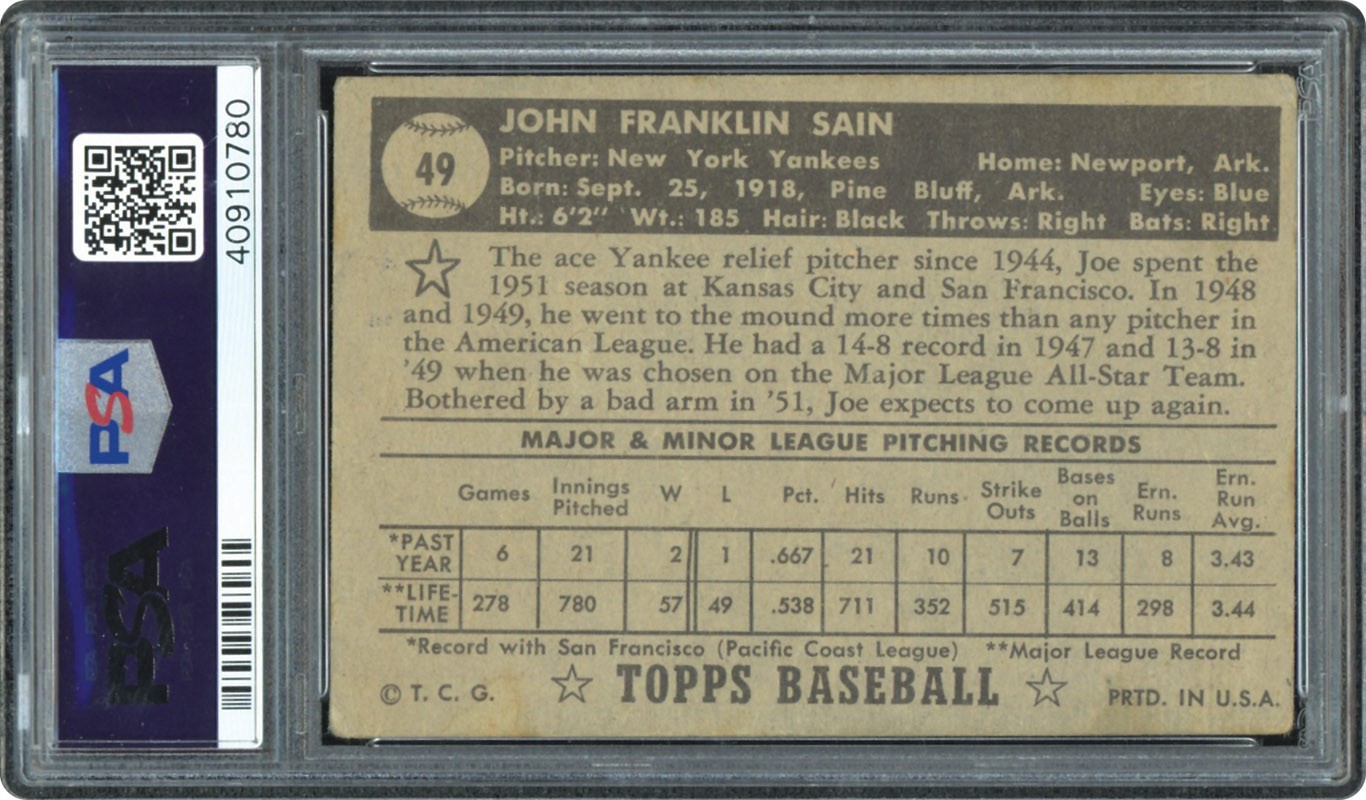 PSA
40910780
PSA
49
JOHN FRANKLIN SAIN
Pitcher: New York Yankees Home: Newport, Ark.
Born: Sept. 25, 1918, Pine Bluff, Ark. Eyes: Blue
Ht.: 6'2" Wt.: 185 Hair: Black Throws: Right Bats: Right
The ace Yankee relief pitcher since 1944, Joe spent the
1951 season at Kansas City and San Francisco. In 1948
and 1949, he went to the mound more times than any pitcher in
the American League. He had a 14-8 record in 1947 and 13-8 in
'49 when he was chosen on the Major League All-Star Team.
Bothered by a bad arm in '51, Joe expects to come up again.
MAJOR & MINOR LEAGUE PITCHING RECORDS
Games Innings Pitched W L Pct. Hits Runs Strike Outs Bases on Balls Ern. Runs Ern. Run Avg.
*PAST YEAR 6 21 2 1 .667 21 10 7 13 8 3.43
**LIFE-TIME 278 780 57 49 .538 711 352 515 414 298 3.44
*Record with San Francisco (Pacific Coast League) **Major League Record
© T. C. G. TOPPS BASEBALL PRTD. IN U.S.A.